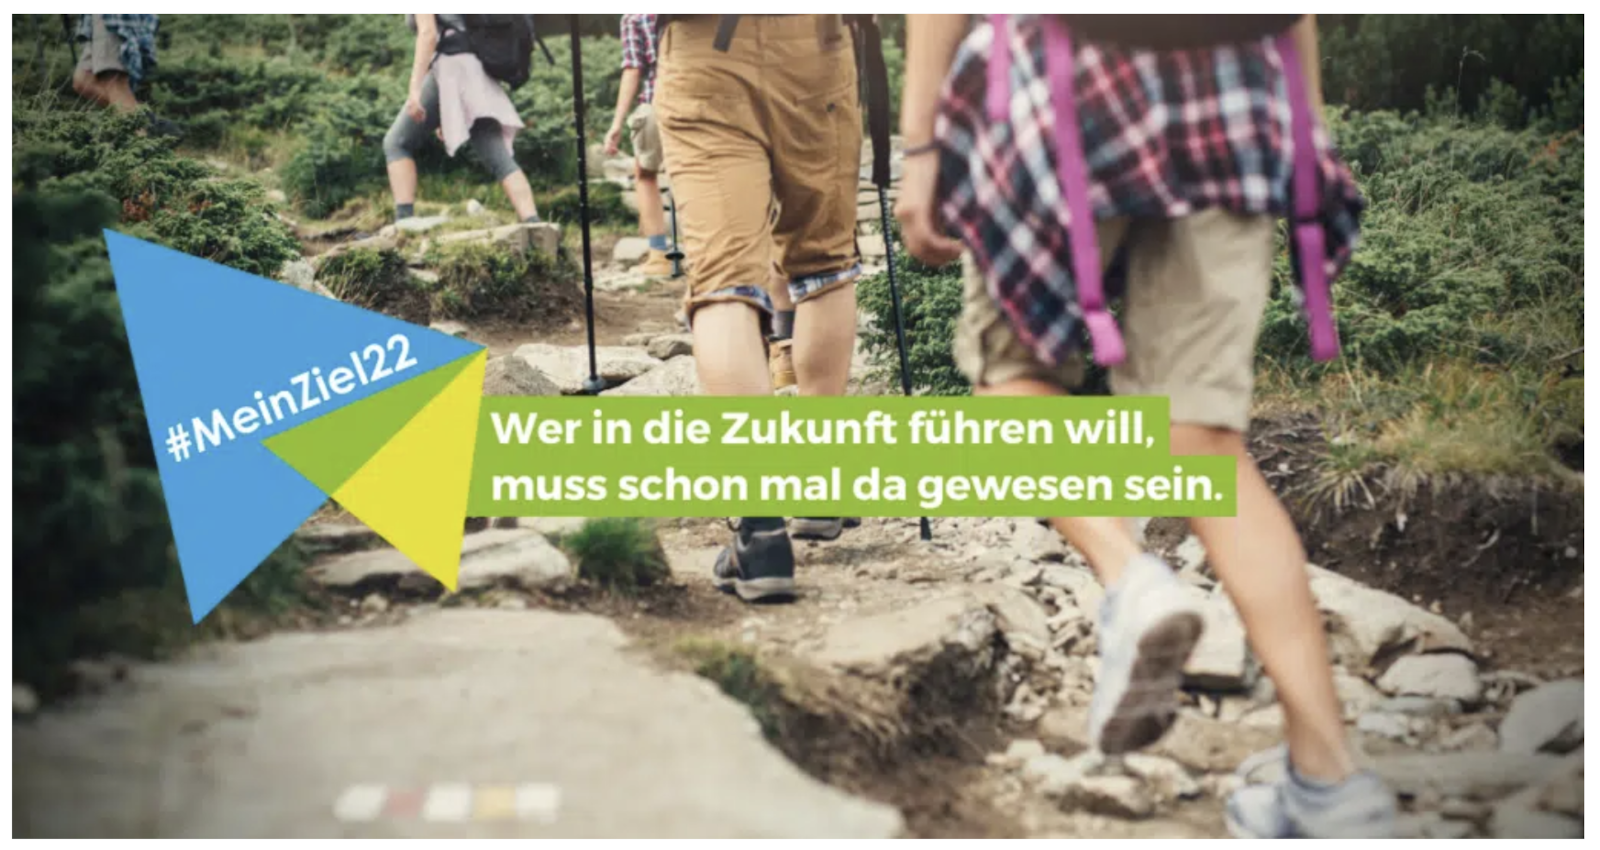 #MeinZiel22
Wer in die Zukunft führen will,
muss schon mal da gewesen sein.